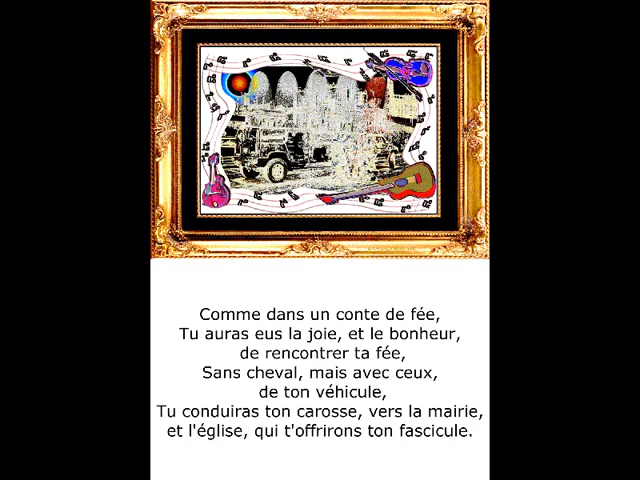 Comme dans un conte de fée,
Tu auras eus la joie, et le bonheur,
de rencontrer ta fée,
Sans cheval, mais avec ceux,
de ton véhicule,
Tu conduiras ton carosse, vers la mairie,
et l'église, qui t'offrirons ton fascicule.